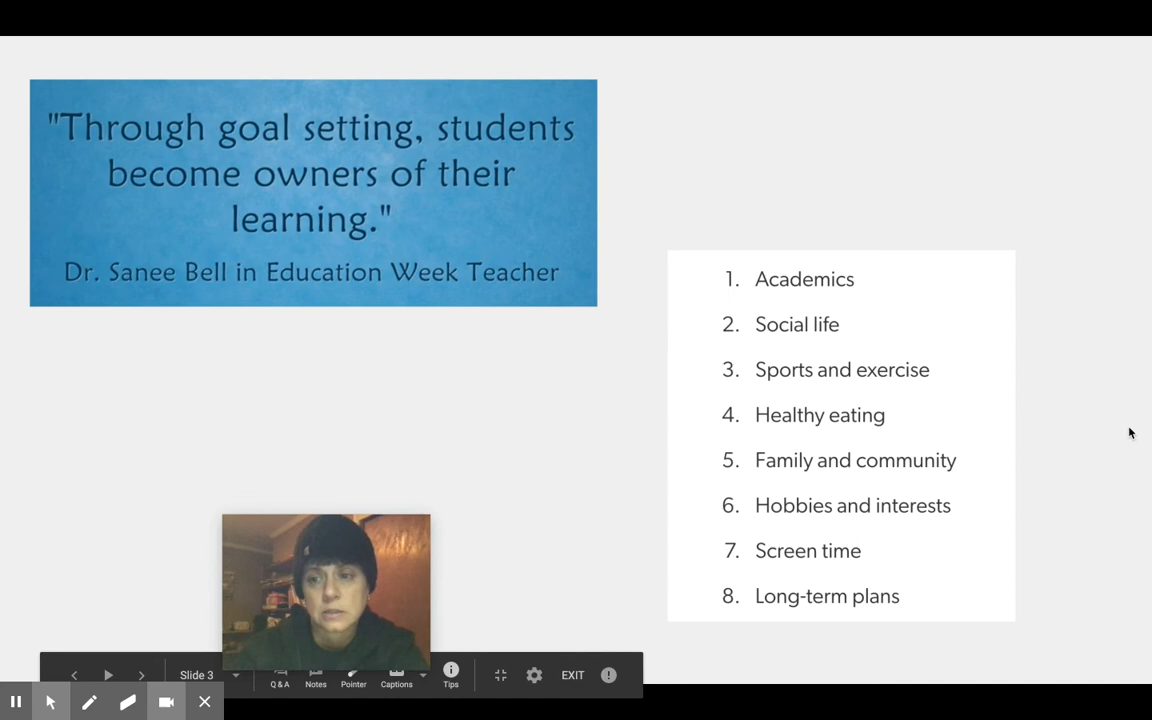 "Through goal setting, students
become owners of their
learning."
Dr. Sanee Bell in Education Week Teacher
1. Academics
2. Social life
3. Sports and exercise
4. Healthy eating
5. Family and community
6. Hobbies and interests
7. Screen time
8. Long-term plans
Slide 3
Q & A
Notes
Pointer
Captions
Tips
EXIT